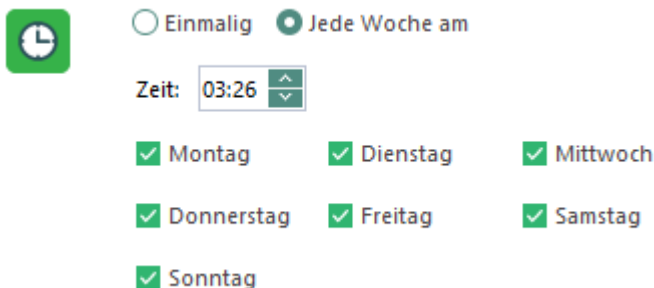 Einmalig Jede Woche am
Zeit: 03:26
Montag Dienstag Mittwoch
Donnerstag Freitag Samstag
Sonntag